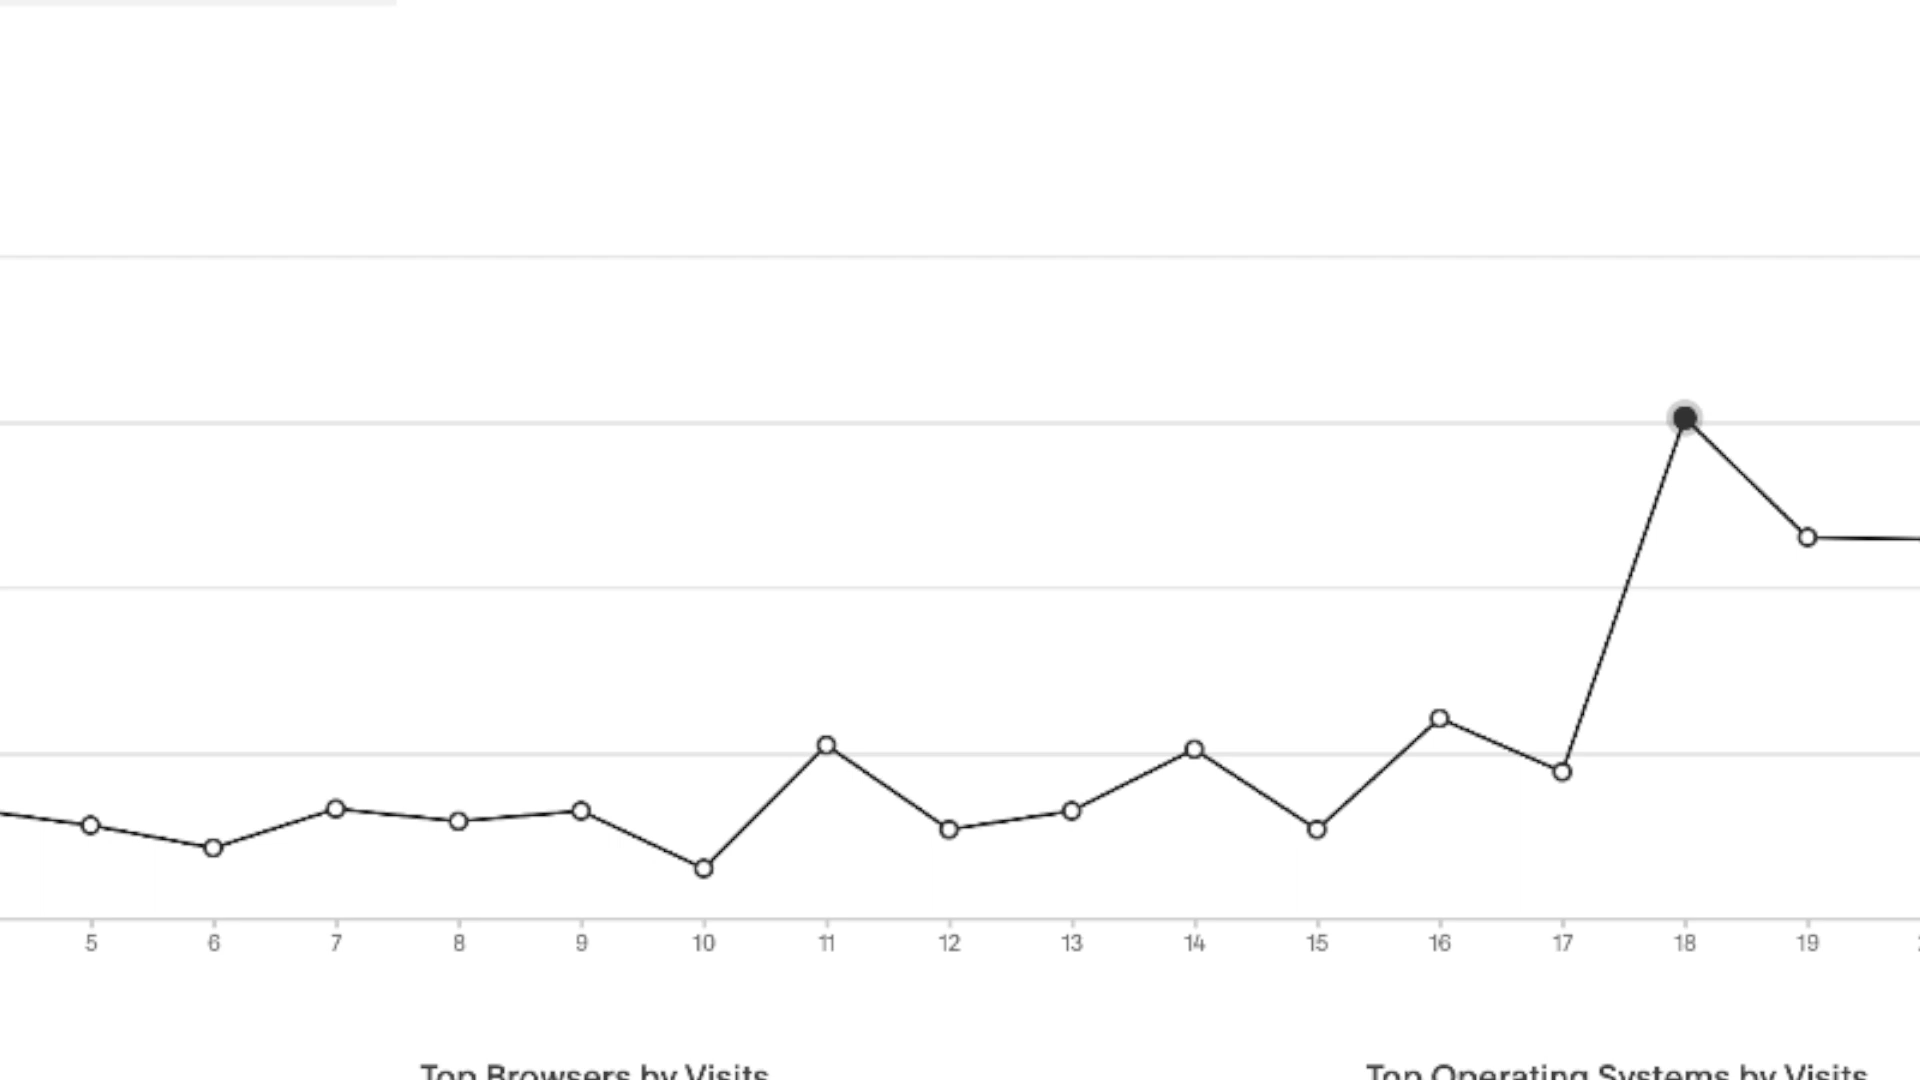 5 6 7 8 9 10 11 12 13 14 15 16 17 18 19
Top Browsers by Visits Top Operating Systems by Visits